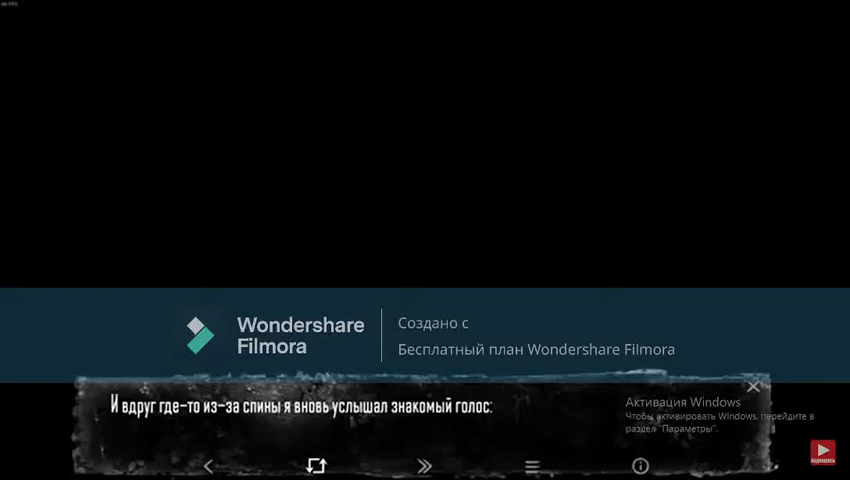 Wondershare
Filmora
Создано с
Бесплатный план Wondershare Filmora
И вдруг где-то из-за спины я вновь услышал знакомый голос:
Активация Windows
Чтобы активировать Windows, перейдите в
раздел "Параметры".